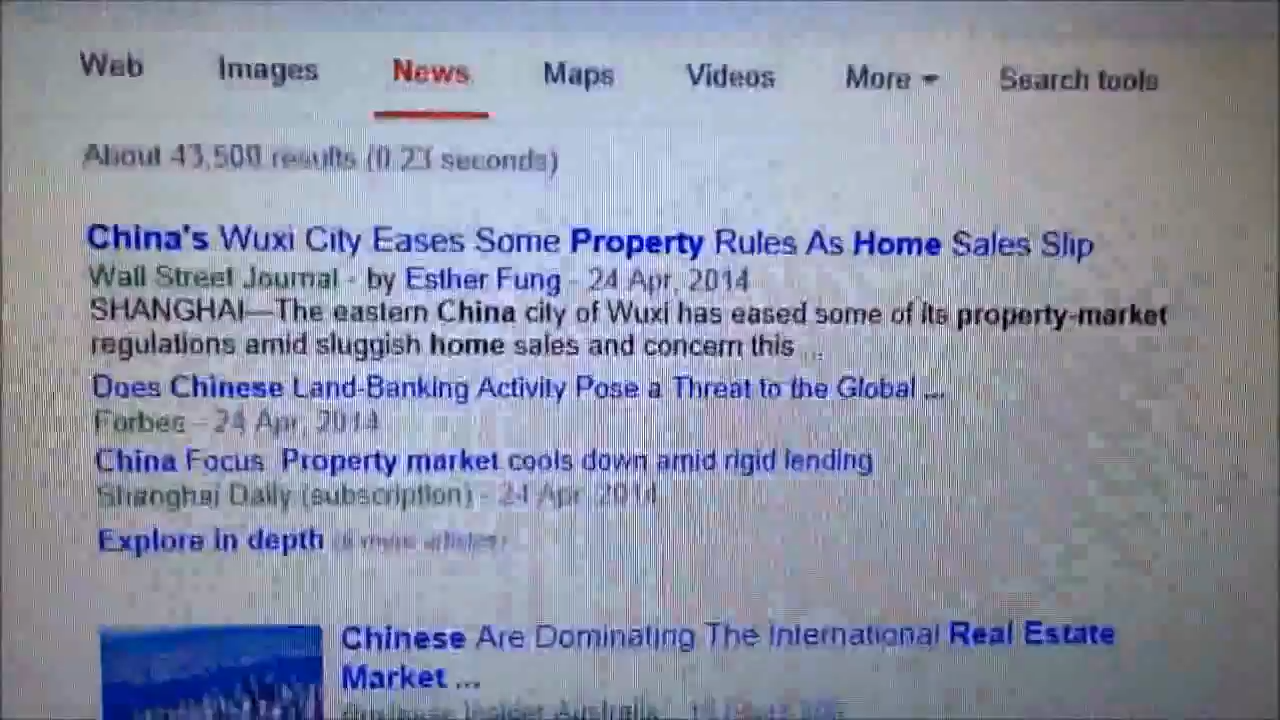 Web Images News Maps Videos More Search tools
About 43,500 results (0.23 seconds)
China's Wuxi City Eases Some Property Rules As Home Sales Slip
Wall Street Journal - by Esther Fung - 24 Apr, 2014
SHANGHAI—The eastern China city of Wuxi has eased some of its property-market
regulations amid sluggish home sales and concern this ...
Does Chinese Land-Banking Activity Pose a Threat to the Global ...
Forbes - 24 Apr, 2014
China Focus Property market cools down amid rigid lending
Shanghai Daily (subscription) - 24 Apr 2014
Explore in depth more articles)
Chinese Are Dominating The International Real Estate
Market ...
Business Insider Australia